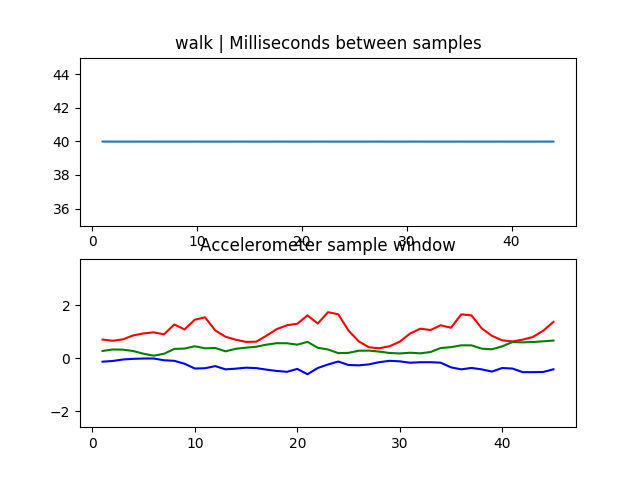 walk | Milliseconds between samples
44
42
40
38
36
0 10 20 30 40
Accelerometer sample window
2
0
−2
0 10 20 30 40